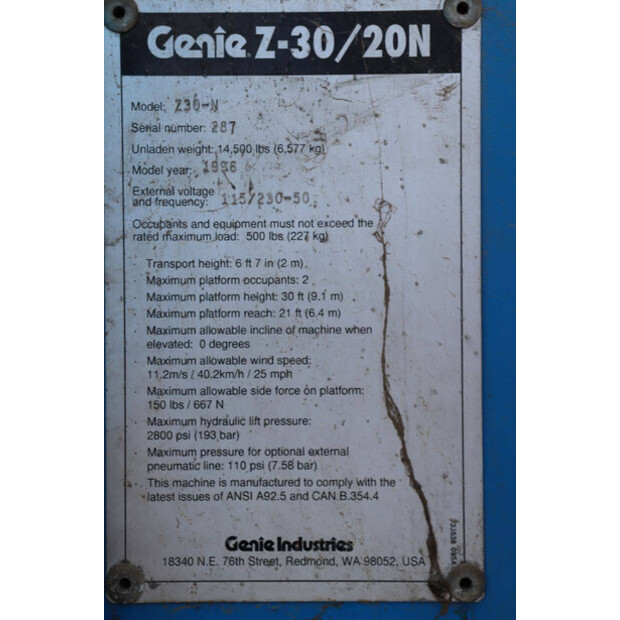 Genie Z-30/20N
Model: Z30-N
Serial number: 287
Unladen weight: 14,500 lbs (6,577 kg)
Model year: 1996
External voltage
and frequency: 115/230-50
Occupants and equipment must not exceed the
rated maximum load: 500 lbs (227 kg)
Transport height: 6 ft 7 in (2 m)
· Maximum platform occupants: 2
· Maximum platform height: 30 ft (9.1 m)
· Maximum platform reach: 21 ft (6.4 m)
· Maximum allowable incline of machine when
elevated: 0 degrees
· Maximum allowable wind speed:
11.2m/s / 40.2km/h / 25 mph
· Maximum allowable side force on platform:
150 lbs / 667 N
· Maximum hydraulic lift pressure:
2800 psi (193 bar)
· Maximum pressure for optional external
pneumatic line: 110 psi (7.58 bar)
· This machine is manufactured to comply with the
latest issues of ANSI A92.5 and CAN.B.354.4
Genie Industries
18340 N.E. 76th Street, Redmond, WA 98052, USA